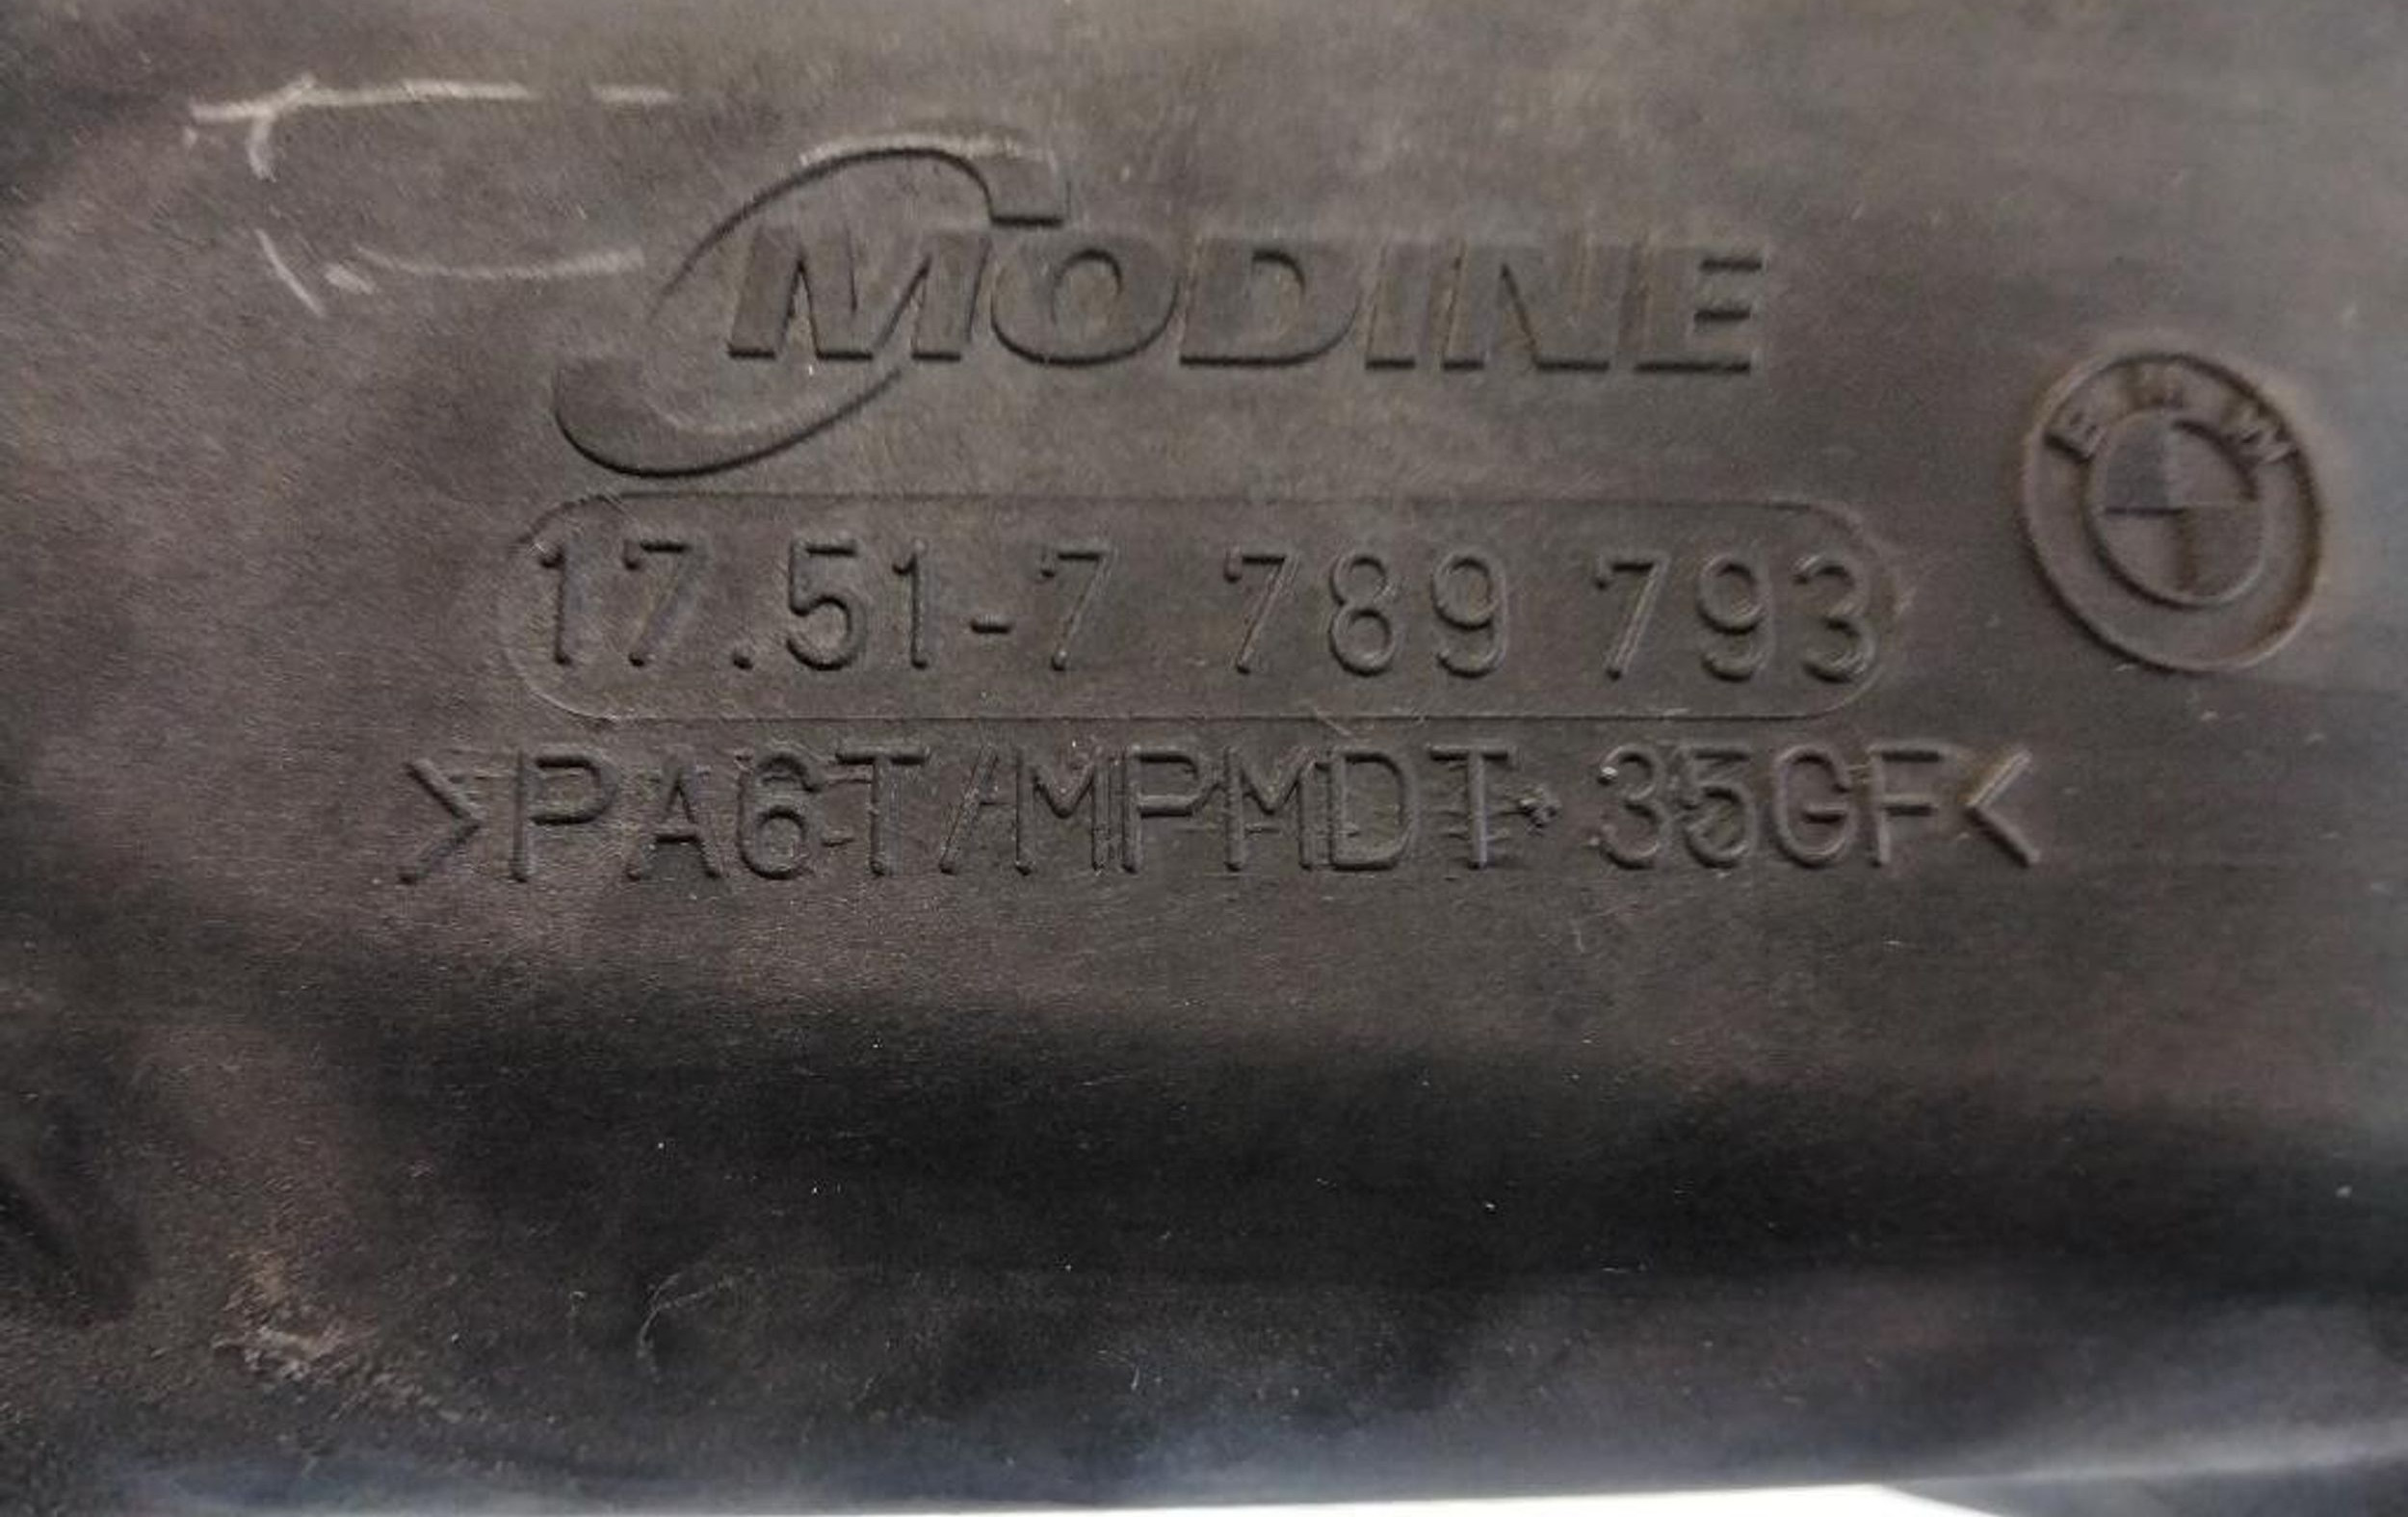 MODINE
BMW
17.51-7 789 793
>PA6T/MPMDT·35GF<